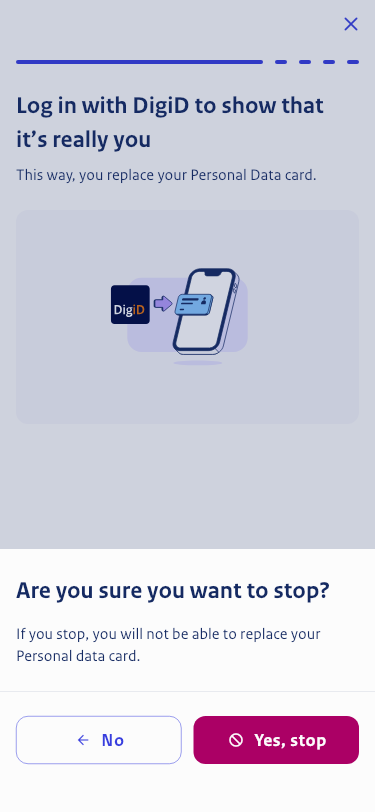 Log in with DigiD to show that
it’s really you
This way, you replace your Personal Data card.
DigiD
Are you sure you want to stop?
If you stop, you will not be able to replace your
Personal data card.
No
Yes, stop